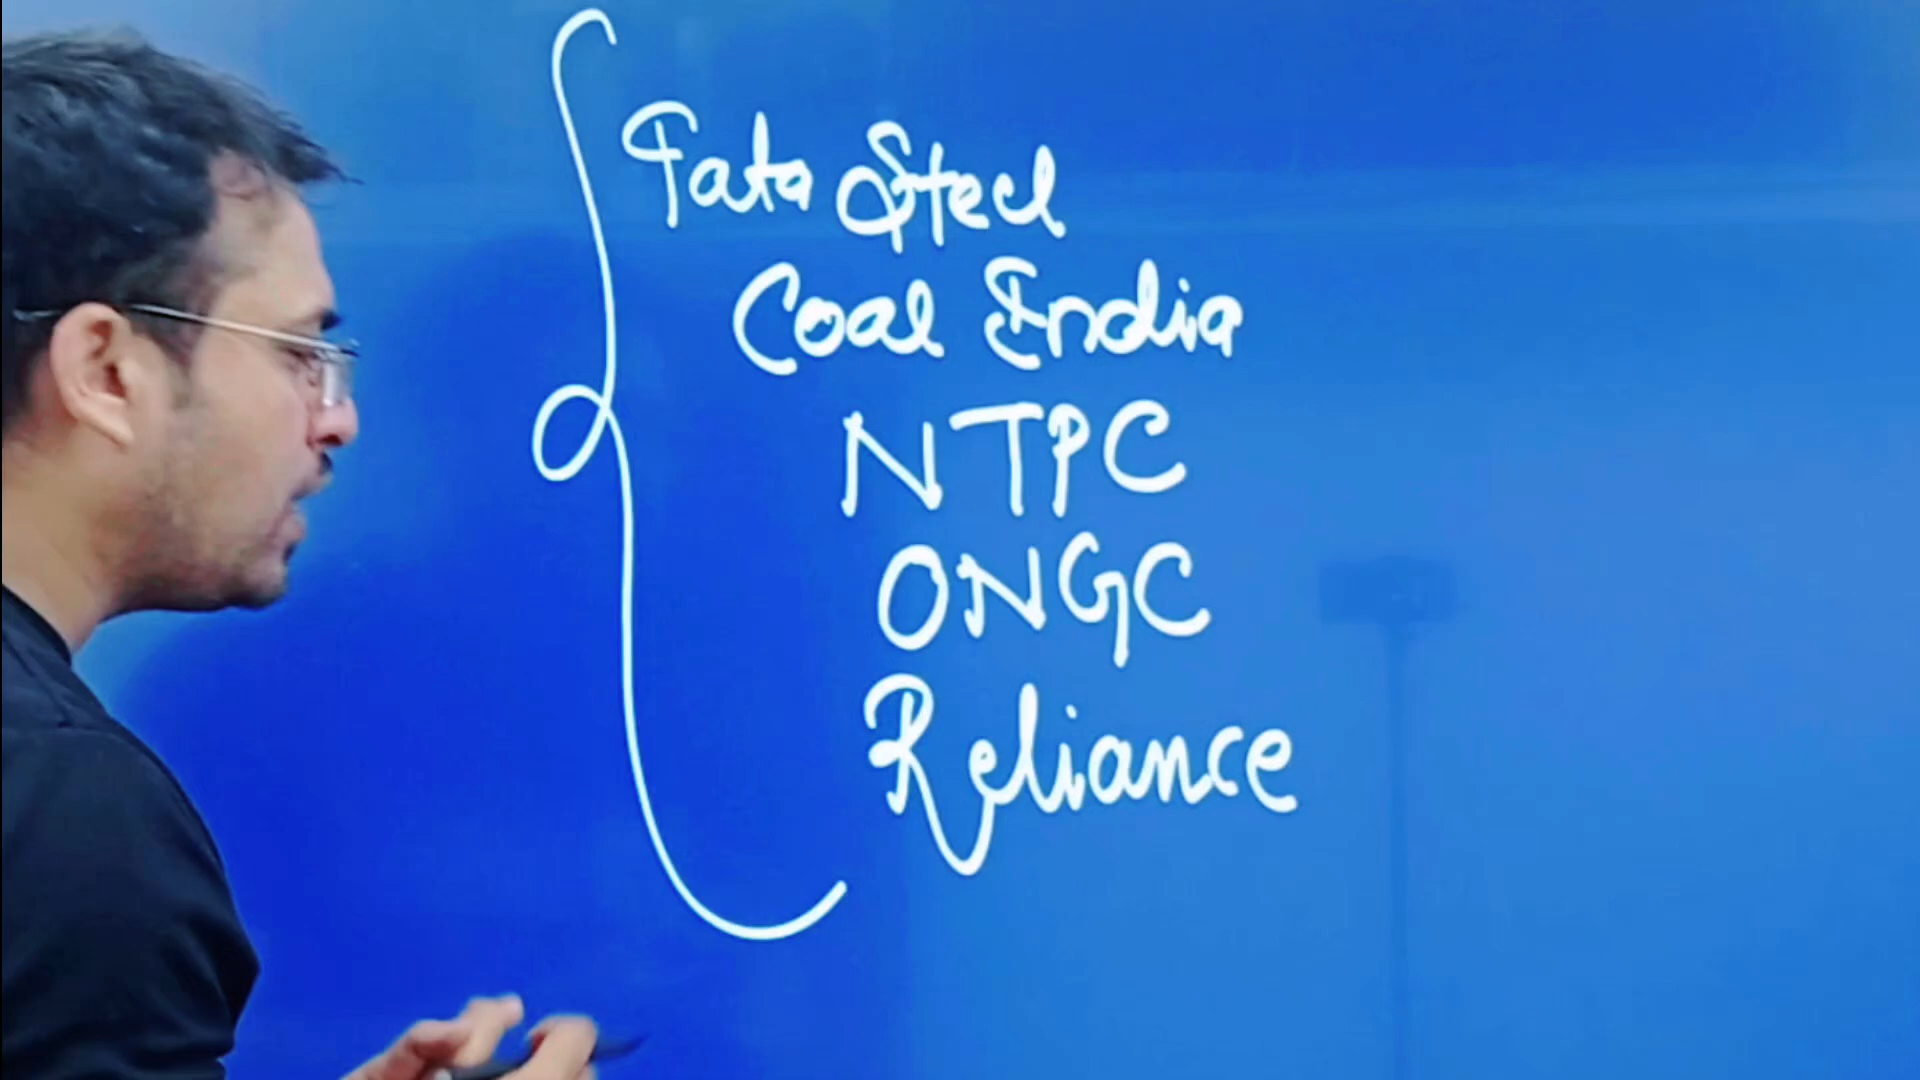 Tata Steel
Coal India
NTPC
ONGC
Reliance